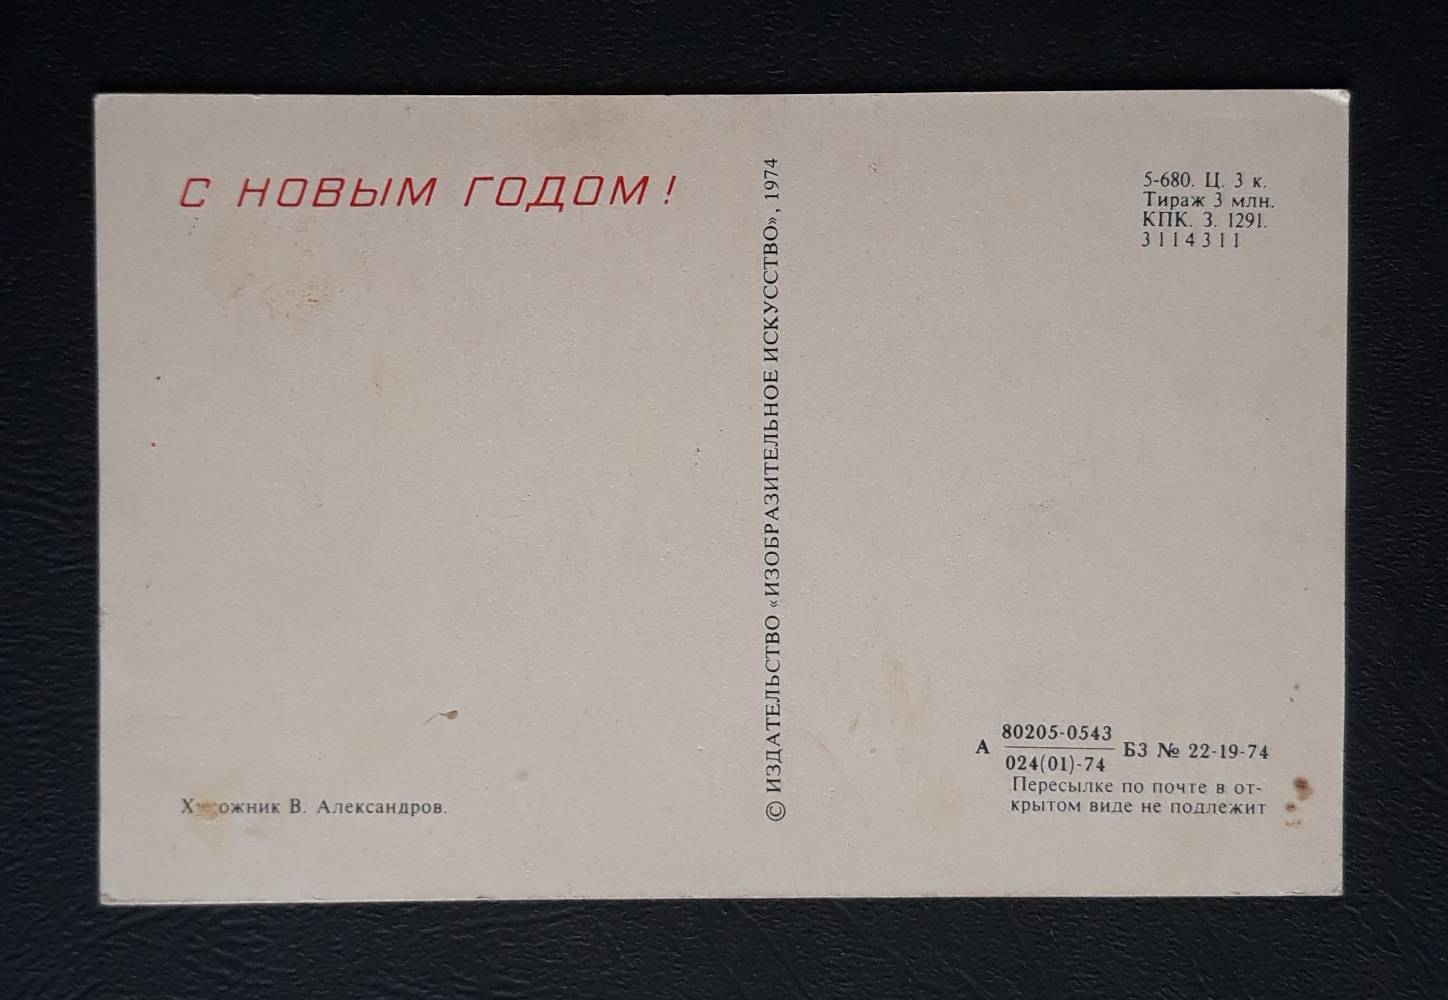 С НОВЫМ ГОДОМ!
Художник В. Александров.
© ИЗДАТЕЛЬСТВО «ИЗОБРАЗИТЕЛЬНОЕ ИСКУССТВО», 1974
5-680. Ц. 3 к.
Тираж 3 млн.
КПК. З. 1291.
3114311
А 80205-0543
024(01)-74 БЗ № 22-19-74
Пересылке по почте в от-
крытом виде не подлежит